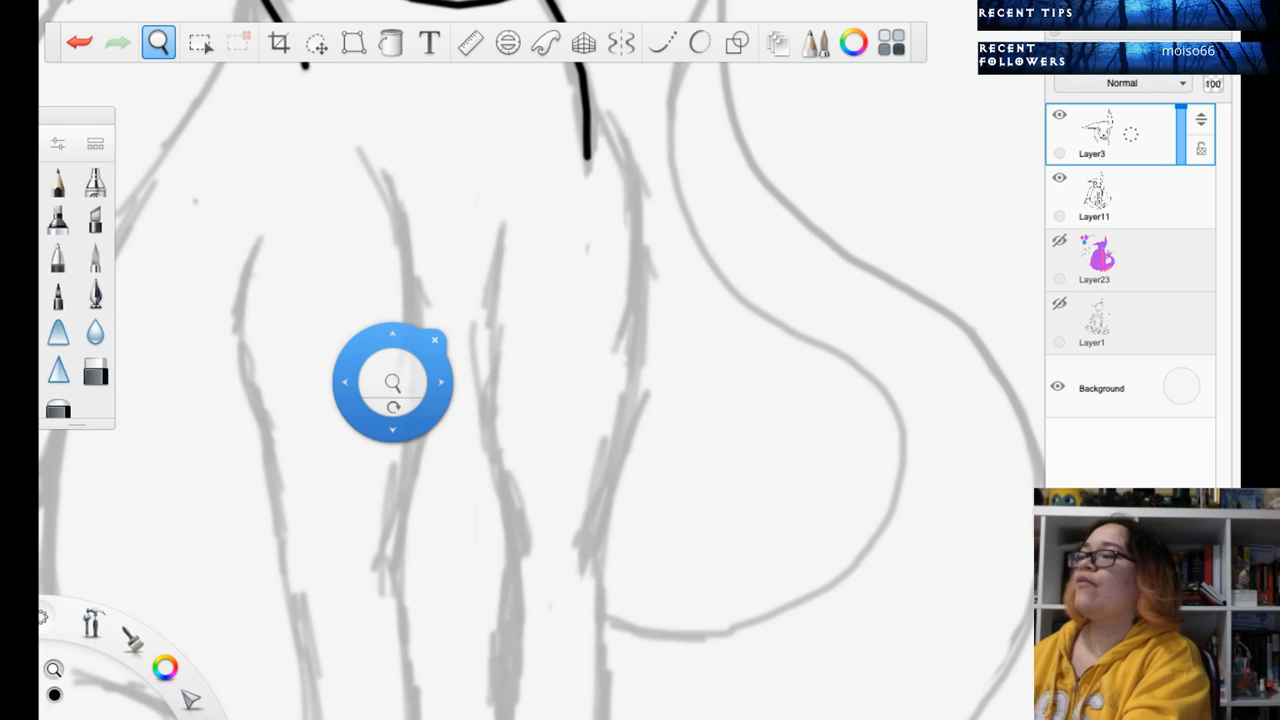 RECENT TIPS
RECENT FOLLOWERS
moiso66
Normal
100
T
Layer3
Layer11
Layer23
Layer1
Background